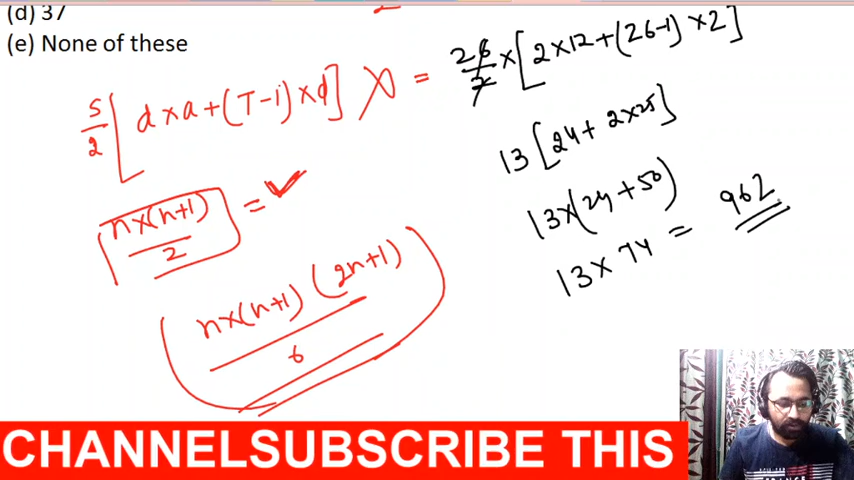 (d) 37
(e) None of these
5/2 [d×a+(T-1)×d] = 26/2 × [2×12+(26-1)×2]
13[24+2×25]
n×(n+1)/2 =
13×(24+50)
13×74 = 962
n×(n+1)(2n+1)/6
CHANNELSUBSCRIBE THIS